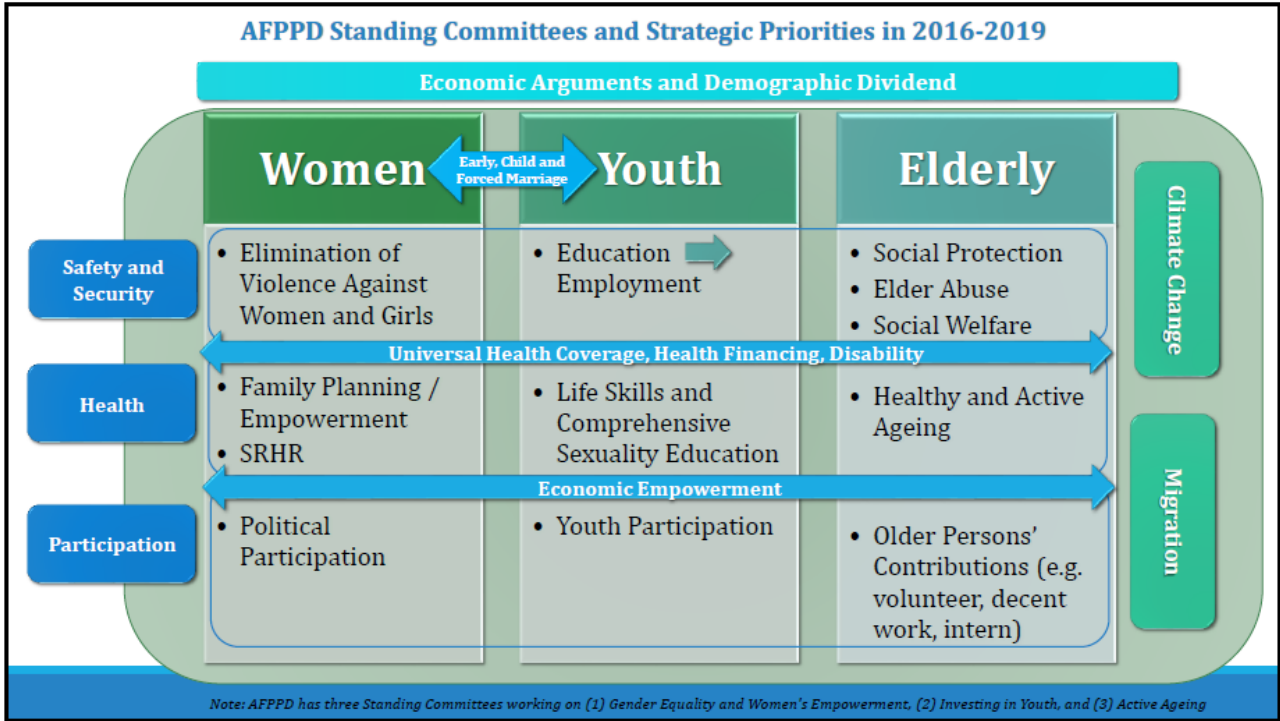 AFPPD Standing Committees and Strategic Priorities in 2016-2019
Economic Arguments and Demographic Dividend
Women
Early, Child and
Forced Marriage
Youth
Elderly
Safety and
Security
• Elimination of
Violence Against
Women and Girls
• Education
Employment
• Social Protection
• Elder Abuse
• Social Welfare
Universal Health Coverage, Health Financing, Disability
Health
• Family Planning /
Empowerment
• SRHR
• Life Skills and
Comprehensive
Sexuality Education
• Healthy and Active
Ageing
Economic Empowerment
Participation
• Political
Participation
• Youth Participation
• Older Persons’
Contributions (e.g.
volunteer, decent
work, intern)
Climate Change
Migration
Note: AFPPD has three Standing Committees working on (1) Gender Equality and Women's Empowerment, (2) Investing in Youth, and (3) Active Ageing